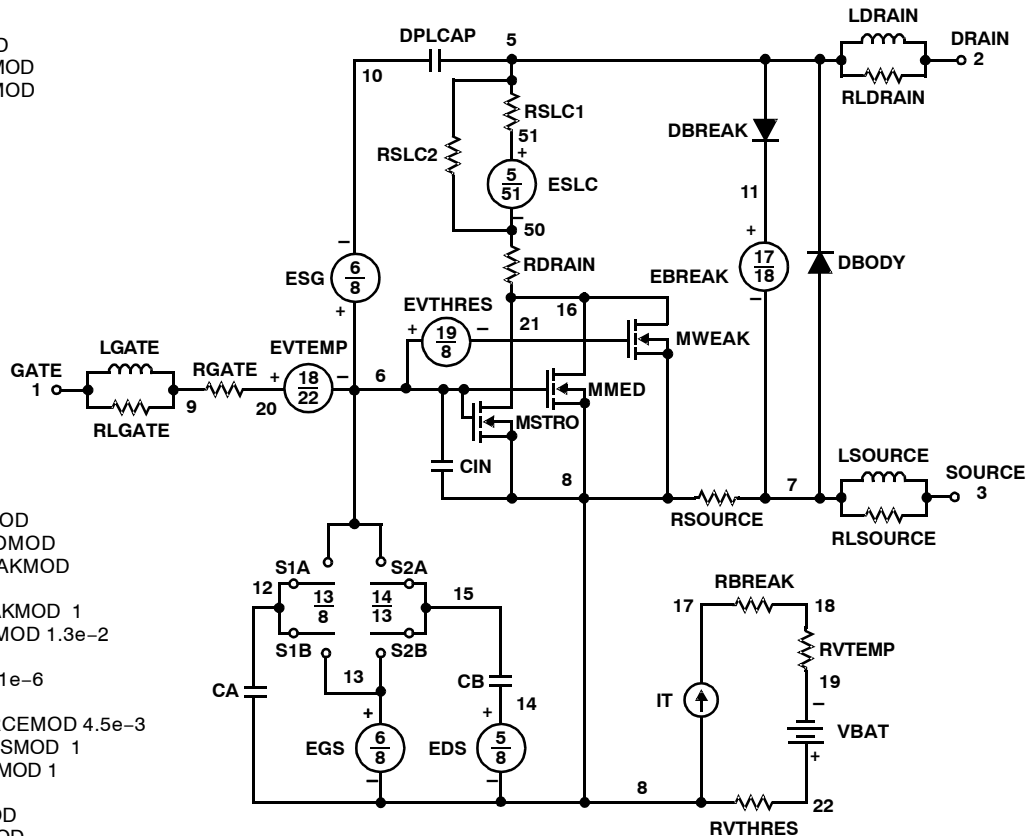 D
MOD
MOD
DPLCAP
5
10
RSLC1
51
+
RSLC2
5
51
ESLC
−
50
RDRAIN
DBREAK
11
+
EBREAK
17
18
−
DBODY
LDRAIN
DRAIN
2
RLDRAIN
−
ESG
6
8
+
EVTHRES
+
19
8
−
21
16
MWEAK
MMED
MSTRO
CIN
8
LGATE
GATE
1
RLGATE
9
RGATE
20
EVTEMP
+
18
22
−
6
RSOURCE
7
LSOURCE
SOURCE
3
RLSOURCE
OD
DMOD
AKMOD
AKMOD 1
MOD 1.3e−2
1e−6
RCEMOD 4.5e−3
SMOD 1
MOD 1
OD
S1A
S2A
12
13
8
14
13
15
S1B
S2B
13
CA
CB
14
+
EGS
6
8
−
+
EDS
5
8
−
8
RBREAK
17
18
RVTEMP
19
IT
−
VBAT
+
22
RVTHRES